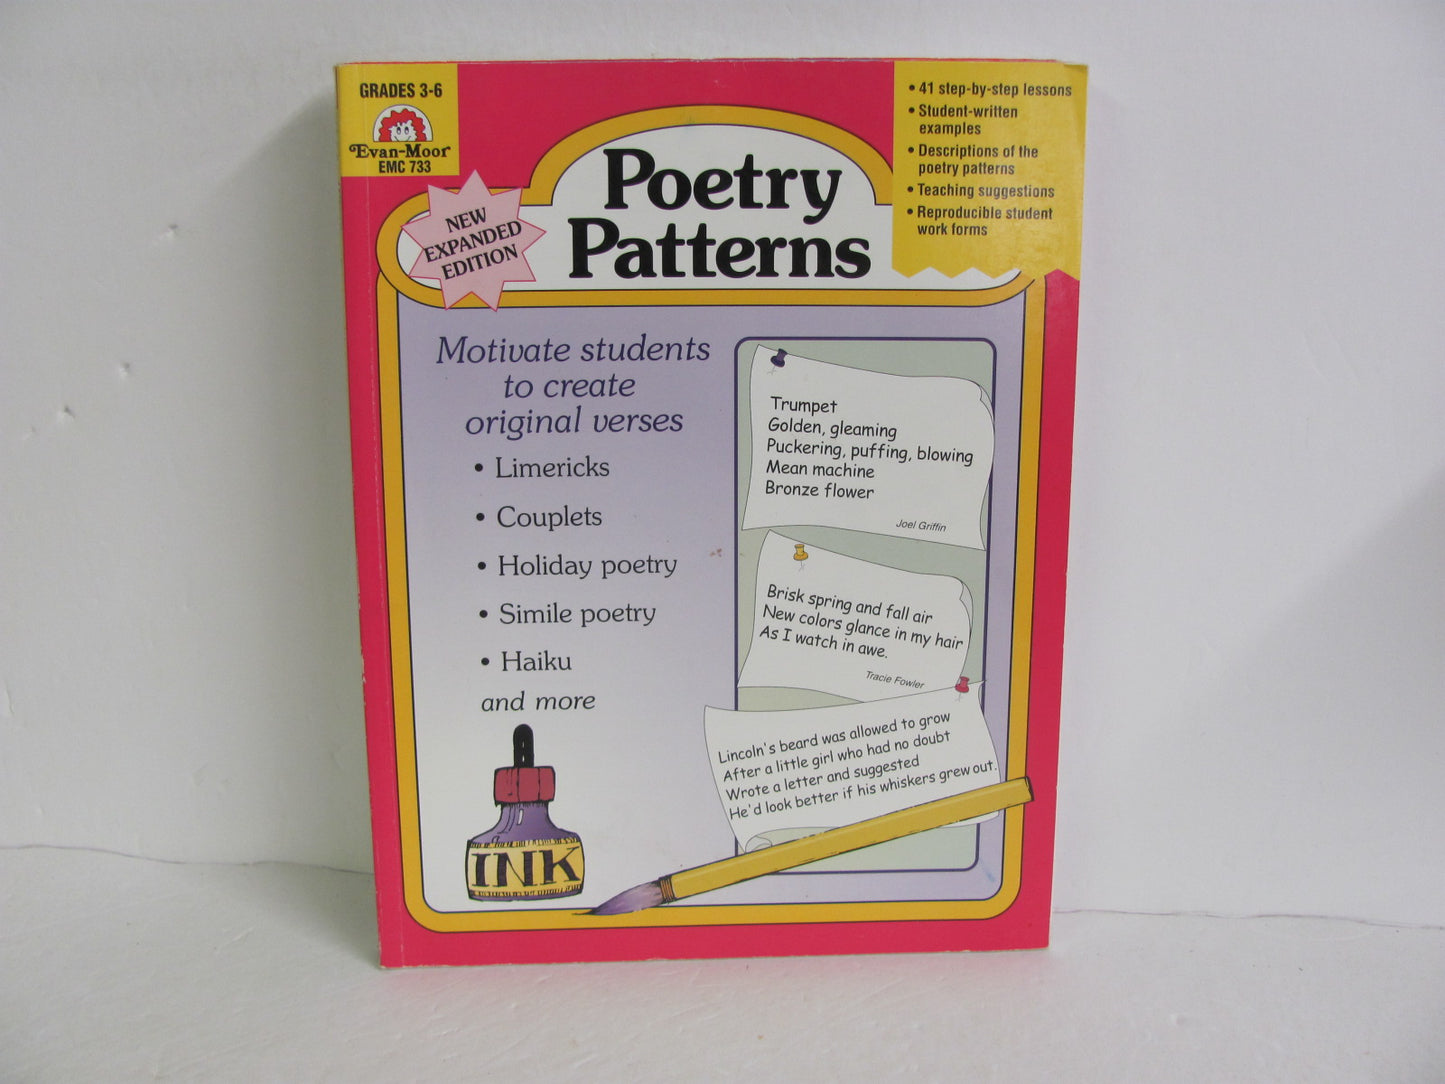 GRADES 3-6
Evan-Moor
EMC 733
NEW
EXPANDED
EDITION
Poetry
Patterns
• 41 step-by-step lessons
• Student-written
examples
• Descriptions of the
poetry patterns
• Teaching suggestions
• Reproducible student
work forms
Motivate students
to create
original verses
• Limericks
• Couplets
• Holiday poetry
• Simile poetry
• Haiku
and more
INK
Trumpet
Golden, gleaming
Puckering, puffing, blowing
Mean machine
Bronze flower
Joel Griffin
Brisk spring and fall air
New colors glance in my hair
As I watch in awe.
Tracie Fowler
Lincoln's beard was allowed to grow
After a little girl who had no doubt
Wrote a letter and suggested
He'd look better if his whiskers grew out.